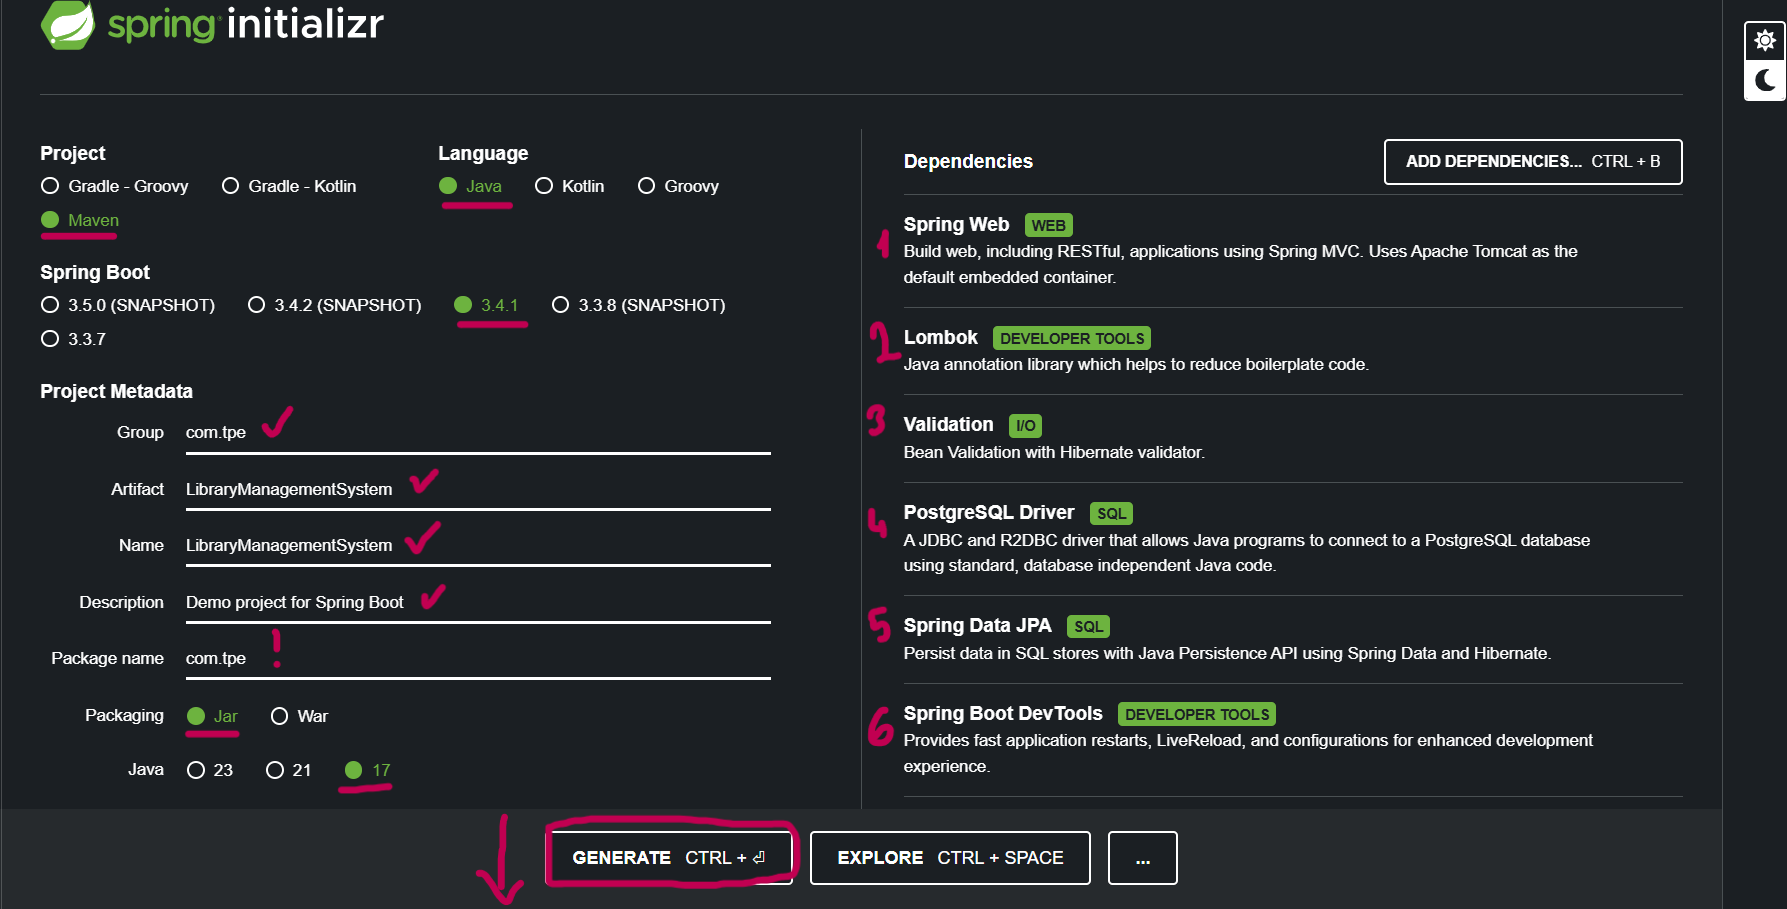 spring initializr
Project
Gradle - Groovy Gradle - Kotlin
Maven
Language
Java Kotlin Groovy
Spring Boot
3.5.0 (SNAPSHOT) 3.4.2 (SNAPSHOT) 3.4.1 3.3.8 (SNAPSHOT)
3.3.7
Project Metadata
Group com.tpe
Artifact LibraryManagementSystem
Name LibraryManagementSystem
Description Demo project for Spring Boot
Package name com.tpe !
Packaging Jar War
Java 23 21 17
Dependencies ADD DEPENDENCIES... CTRL + B
1 Spring Web WEB
Build web, including RESTful, applications using Spring MVC. Uses Apache Tomcat as the
default embedded container.
2 Lombok DEVELOPER TOOLS
Java annotation library which helps to reduce boilerplate code.
3 Validation I/O
Bean Validation with Hibernate validator.
4 PostgreSQL Driver SQL
A JDBC and R2DBC driver that allows Java programs to connect to a PostgreSQL database
using standard, database independent Java code.
5 Spring Data JPA SQL
Persist data in SQL stores with Java Persistence API using Spring Data and Hibernate.
6 Spring Boot DevTools DEVELOPER TOOLS
Provides fast application restarts, LiveReload, and configurations for enhanced development
experience.
GENERATE CTRL + ⏎ EXPLORE CTRL + SPACE ...